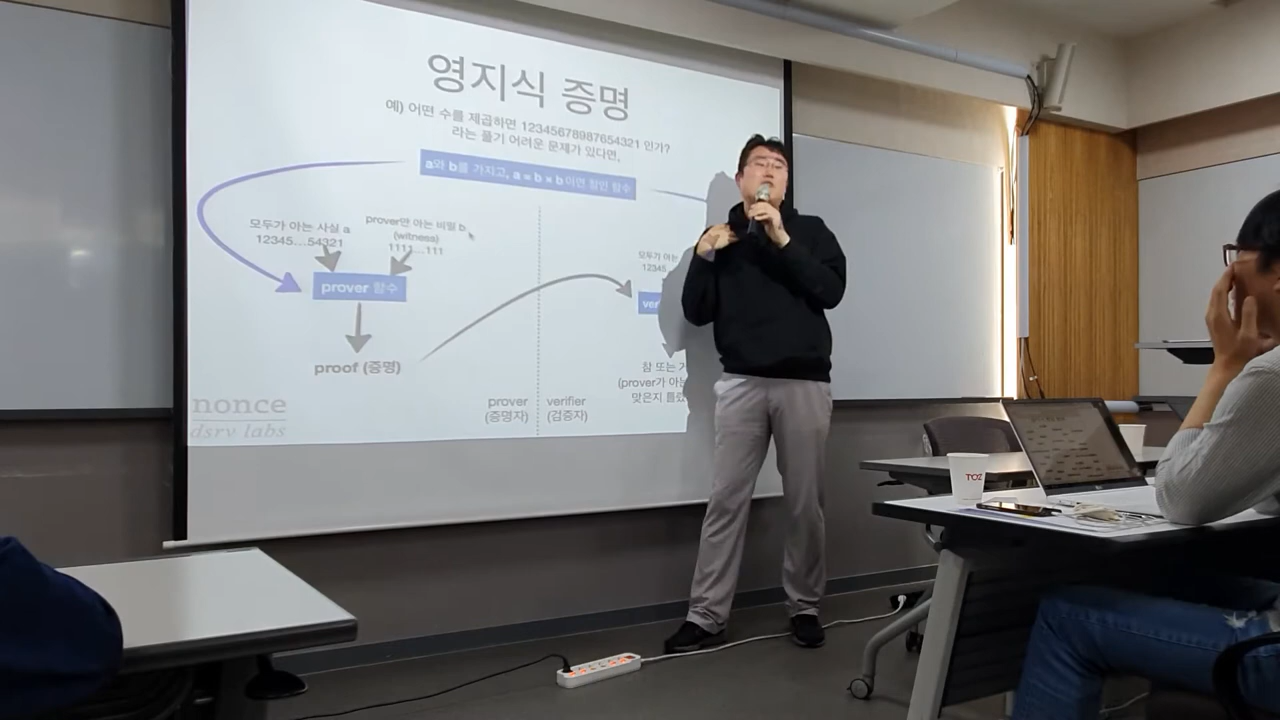 영지식 증명
예) 어떤 수를 제곱하면 12345678987654321 인가?
라는 풀기 어려운 문제가 있다면,
a와 b를 가지고, a = b × b 이면 참인 함수
모두가 아는 사실 a
12345...54321
prover만 아는 비밀 b
(witness)
1111...111
prover 함수
proof (증명)
모두가 아는
12345
ver
참 또는 거
(prover가 아는
맞은지 틀렸
prover
(증명자)
verifier
(검증자)
nonce
dsrv labs
TOZ